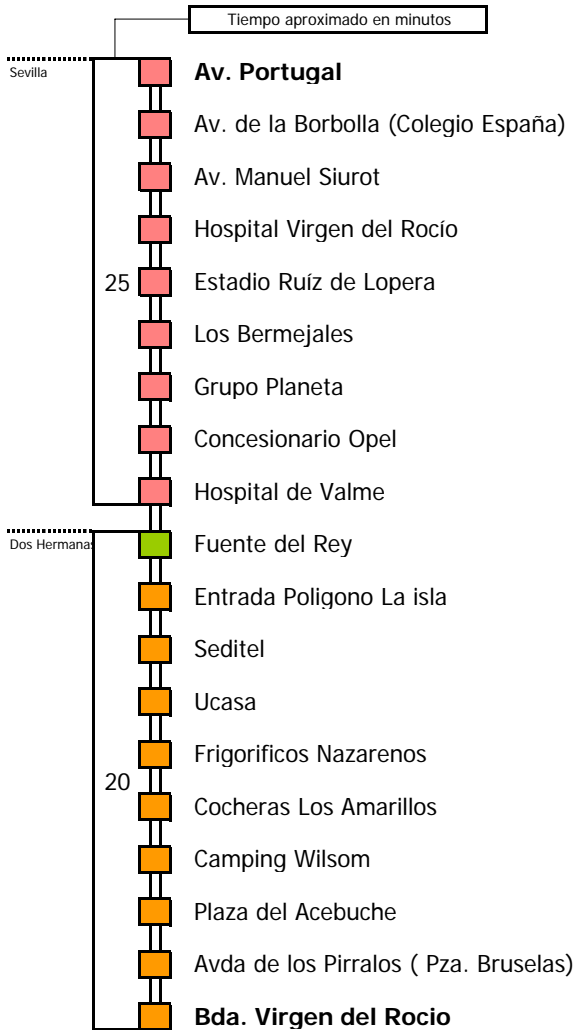 Tiempo aproximado en minutos
Sevilla
Av. Portugal
Av. de la Borbolla (Colegio España)
Av. Manuel Siurot
Hospital Virgen del Rocío
25
Estadio Ruíz de Lopera
Los Bermejales
Grupo Planeta
Concesionario Opel
Hospital de Valme
Dos Hermanas
Fuente del Rey
Entrada Poligono La isla
Seditel
Ucasa
Frigorificos Nazarenos
20
Cocheras Los Amarillos
Camping Wilsom
Plaza del Acebuche
Avda de los Pirralos ( Pza. Bruselas)
Bda. Virgen del Rocio